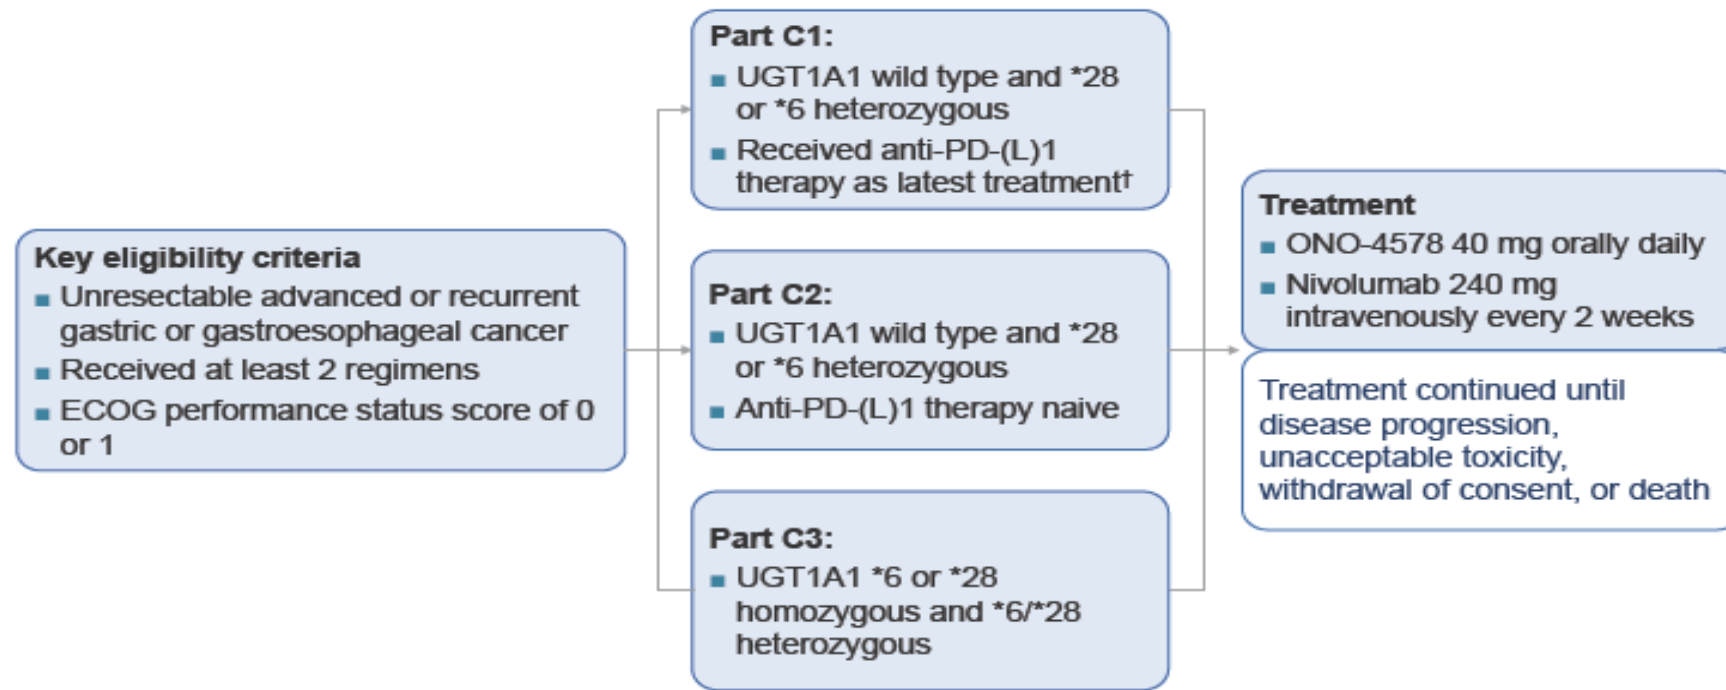 Key eligibility criteria
■ Unresectable advanced or recurrent
gastric or gastroesophageal cancer
■ Received at least 2 regimens
■ ECOG performance status score of 0
or 1
Part C1:
■ UGT1A1 wild type and *28
or *6 heterozygous
■ Received anti-PD-(L)1
therapy as latest treatment†
Part C2:
■ UGT1A1 wild type and *28
or *6 heterozygous
■ Anti-PD-(L)1 therapy naive
Part C3:
■ UGT1A1 *6 or *28
homozygous and *6/*28
heterozygous
Treatment
■ ONO-4578 40 mg orally daily
■ Nivolumab 240 mg
intravenously every 2 weeks
Treatment continued until
disease progression,
unacceptable toxicity,
withdrawal of consent, or death